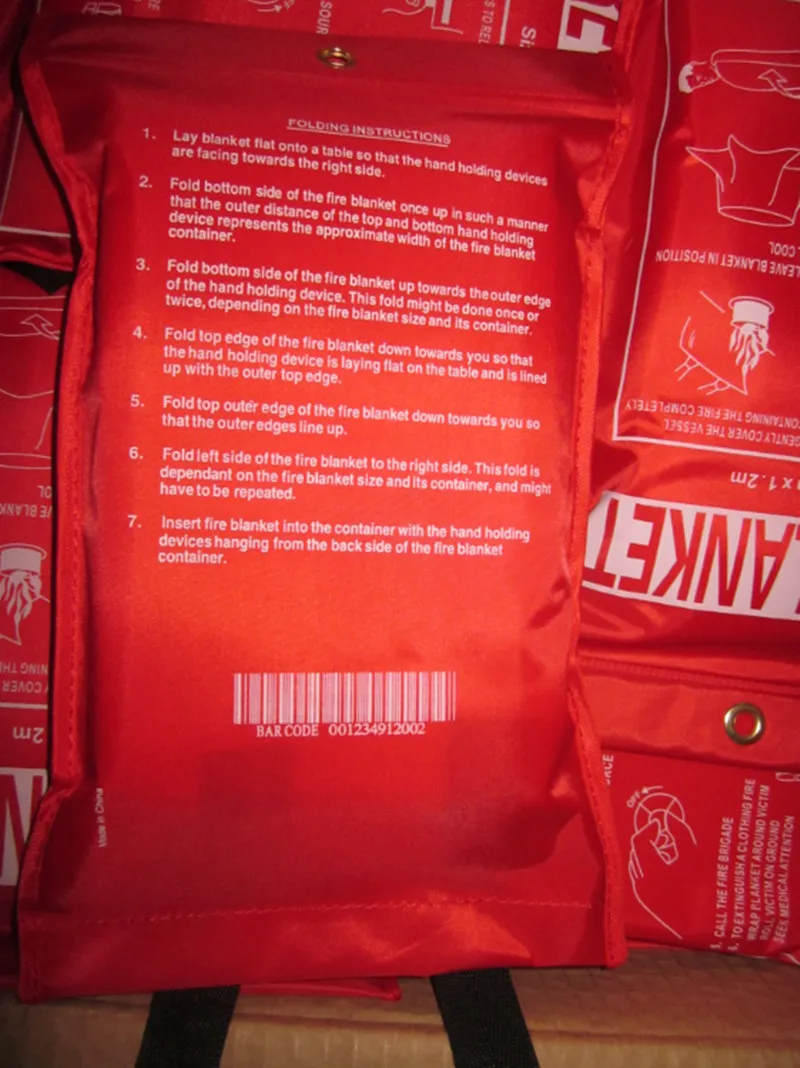 FOLDING INSTRUCTIONS
1. Lay blanket flat onto a table so that the hand holding devices
are facing towards the right side.
2. Fold bottom side of the fire blanket once up in such a manner
that the outer distance of the top and bottom hand holding
device represents the approximate width of the fire blanket
container.
3. Fold bottom side of the fire blanket up towards the outer edge
of the hand holding device. This fold might be done once or
twice, depending on the fire blanket size and its container.
4. Fold top edge of the fire blanket down towards you so that
the hand holding device is laying flat on the table and is lined
up with the outer top edge.
5. Fold top outer edge of the fire blanket down towards you so
that the outer edges line up.
6. Fold left side of the fire blanket to the right side. This fold is
dependant on the fire blanket size and its container, and might
have to be repeated.
7. Insert fire blanket into the container with the hand holding
devices hanging from the back side of the fire blanket
container.
BAR CODE 001234912002
Made in China
COOL
LEAVE BLANKET IN POSITION
CONTAINING THE FIRE COMPLETELY
GENTLY COVER THE VESSEL
x 1.2m
LANKET
OFF
5. CALL THE FIRE BRIGADE
6. TO EXTINGUISH A CLOTHING FIRE
WRAP PLANKET AROUND VICTIM
ROLL VICTIM ON GROUND
SEEK MEDICAL ATTENTION
2m